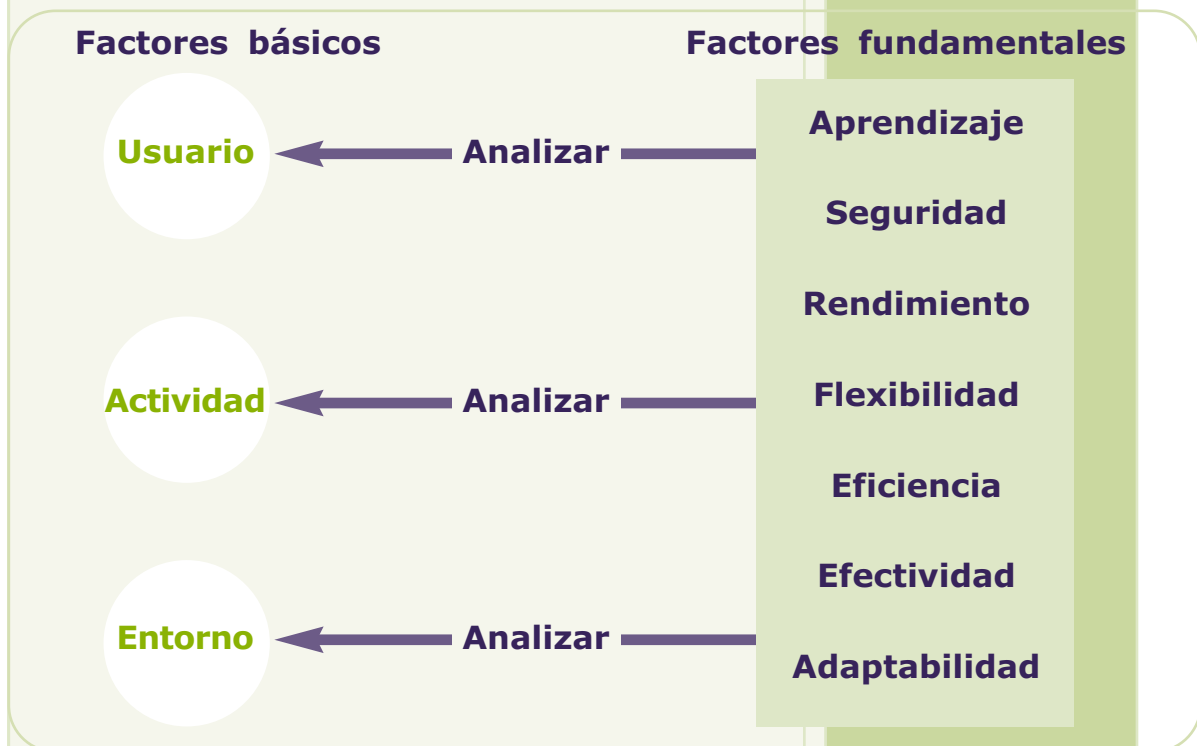 Factores básicos
Factores fundamentales
Usuario
Analizar
Aprendizaje
Seguridad
Rendimiento
Actividad
Analizar
Flexibilidad
Eficiencia
Efectividad
Entorno
Analizar
Adaptabilidad